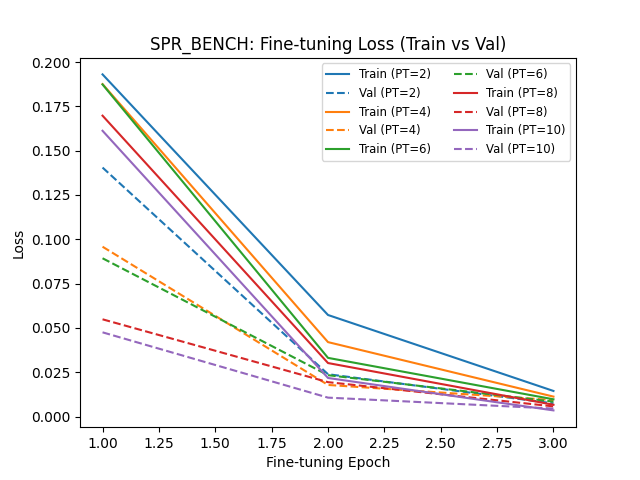 SPR_BENCH: Fine-tuning Loss (Train vs Val)
0.200
0.175
0.150
0.125
0.100
0.075
0.050
0.025
0.000
Loss
Train (PT=2)
Val (PT=2)
Train (PT=4)
Val (PT=4)
Train (PT=6)
Val (PT=6)
Train (PT=8)
Val (PT=8)
Train (PT=10)
Val (PT=10)
1.00 1.25 1.50 1.75 2.00 2.25 2.50 2.75 3.00
Fine-tuning Epoch